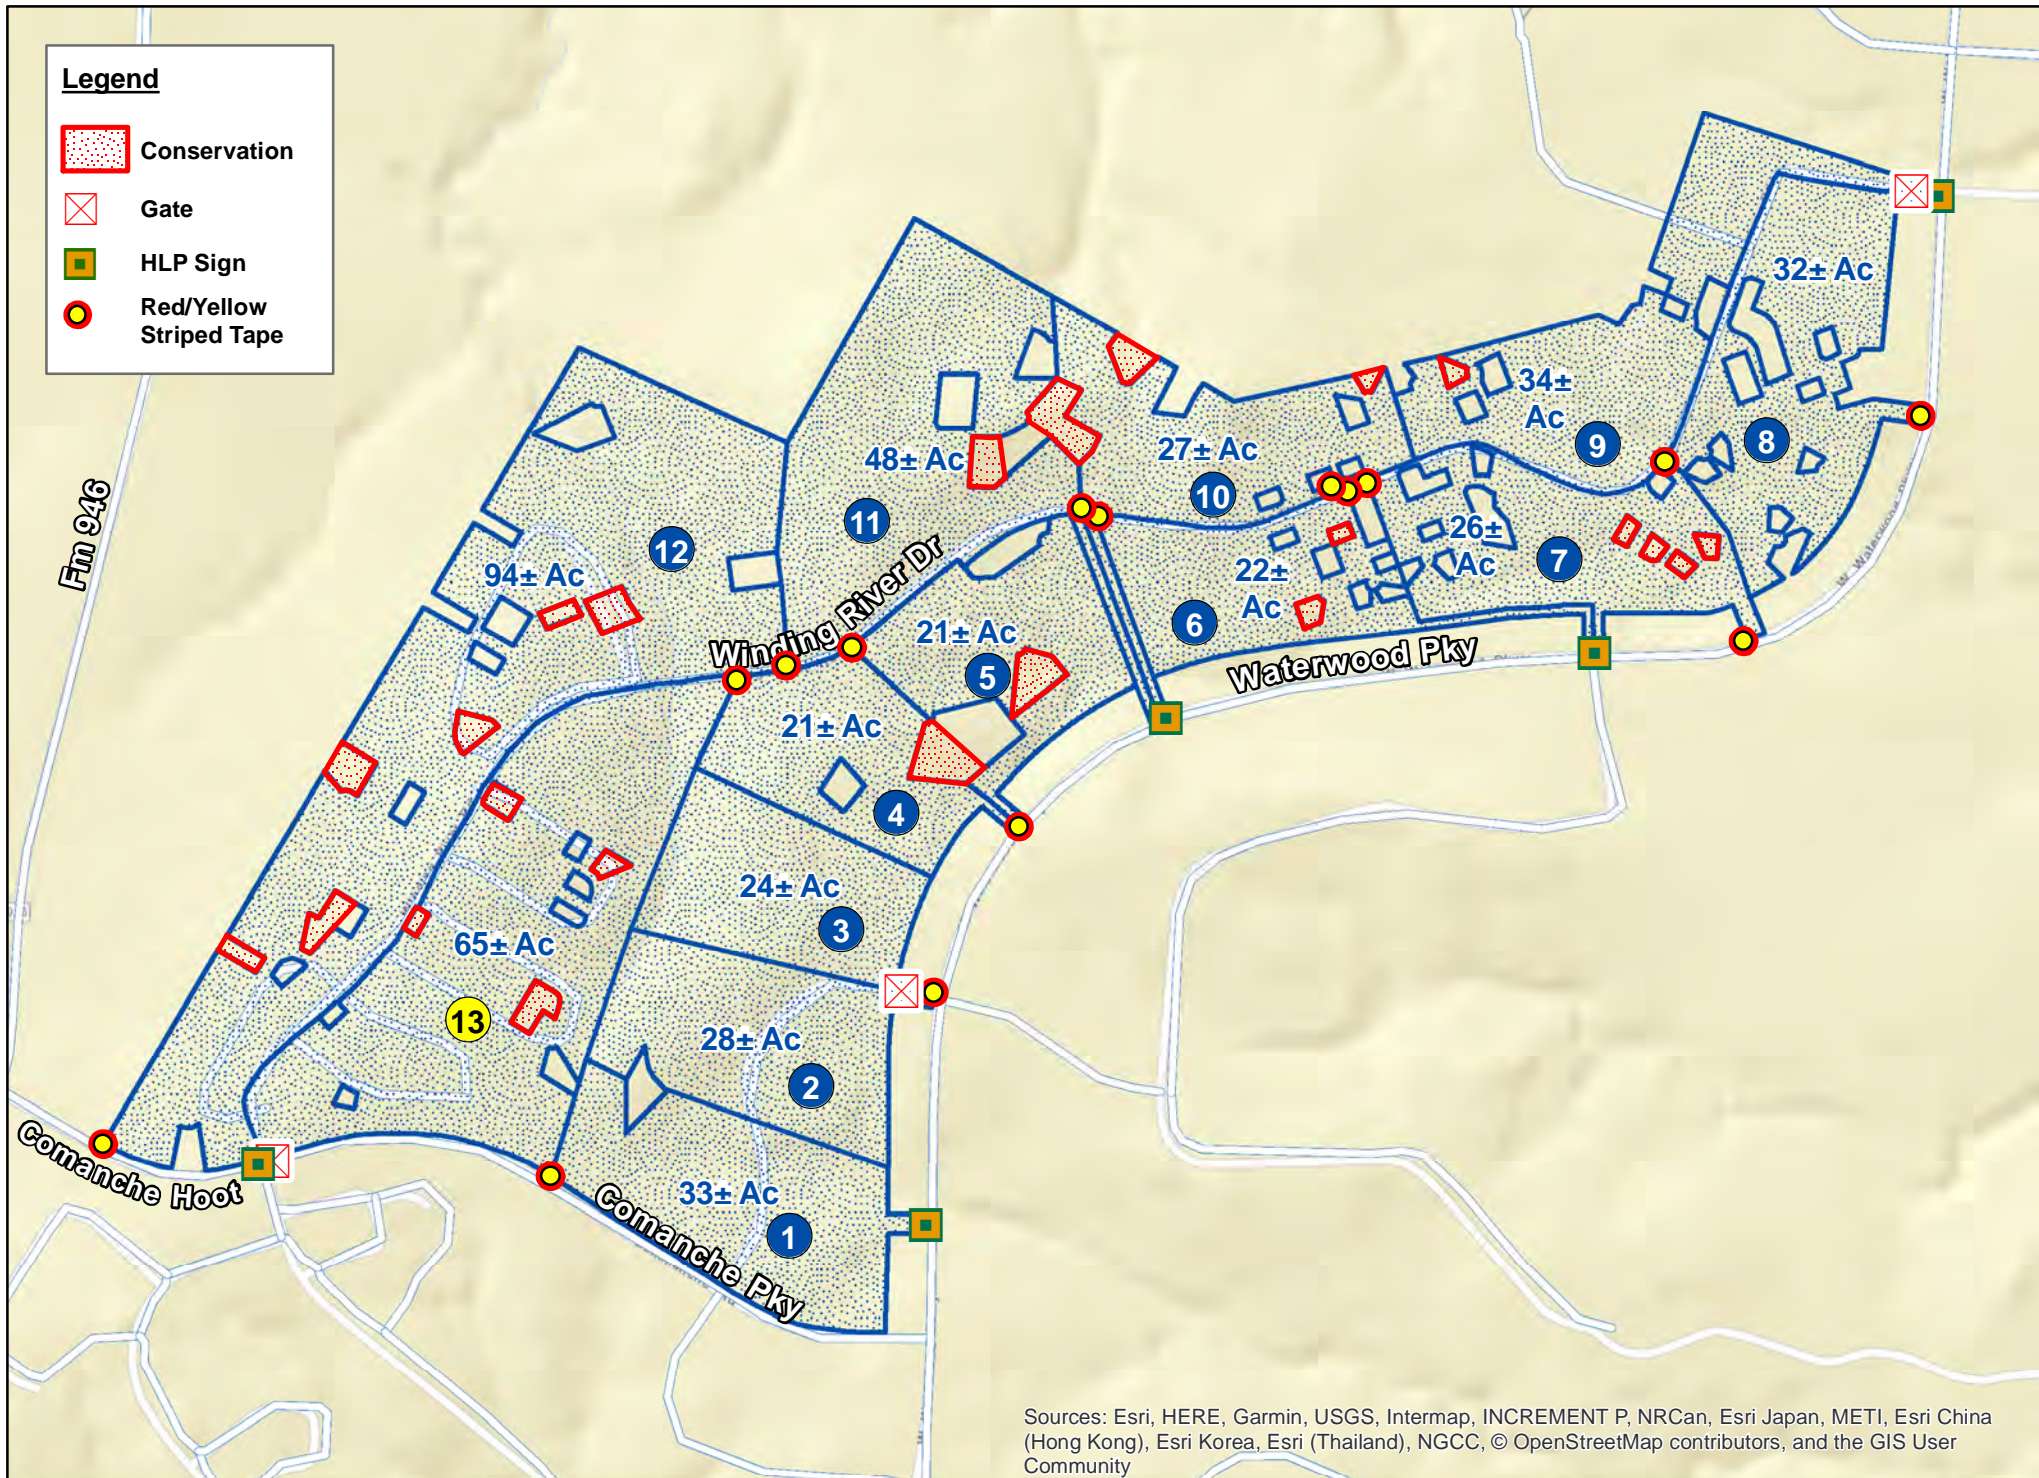 Legend
Conservation
Gate
HLP Sign
Red/Yellow
Striped Tape
32± Ac
34±
Ac
9
8
27± Ac
10
48± Ac
11
26±
Ac
7
22±
Ac
6
12
94± Ac
Fm 946
Winding River Dr
21± Ac
5
Waterwood Pky
21± Ac
4
24± Ac
3
65± Ac
13
28± Ac
2
33± Ac
1
Comanche Hoot
Comanche Pky
Sources: Esri, HERE, Garmin, USGS, Intermap, INCREMENT P, NRCan, Esri Japan, METI, Esri China
(Hong Kong), Esri Korea, Esri (Thailand), NGCC, © OpenStreetMap contributors, and the GIS User
Community